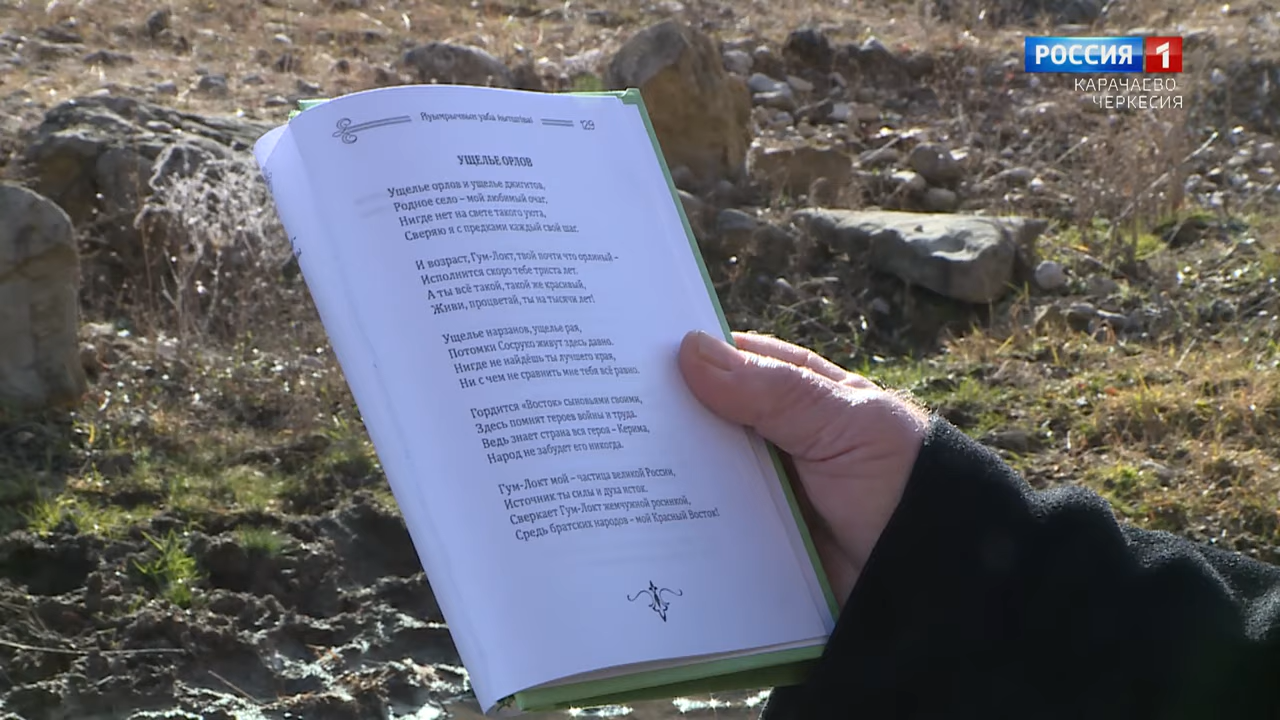 РОССИЯ 1
КАРАЧАЕВО
ЧЕРКЕСИЯ
129
УЩЕЛЬЕ ОРЛОВ
Ущелье орлов и ущелье джигитов,
Родное село – мой любимый очаг,
Нигде нет на свете такого уюта,
Сверяю я с предками каждый свой шаг.
И возраст, Гум-Локт, твой почти что орлиный –
Исполнится скоро тебе триста лет.
А ты всё такой, такой же красивый,
Живи, процветай, ты на тысячи лет!
Ущелье нарзанов, ущелье рая,
Потомки Сосруко живут здесь давно.
Нигде не найдёшь ты лучшего края,
Ни с чем не сравнить мне тебя всё равно.
Гордится «Восток» сыновьями своими,
Здесь помнят героев войны и труда.
Ведь знает страна вся героя – Керима,
Народ не забудет его никогда.
Гум-Локт мой – частица великой России,
Источник ты силы и духа исток.
Сверкает Гум-Локт жемчужной росинкой,
Средь братских народов – мой Красный Восток!